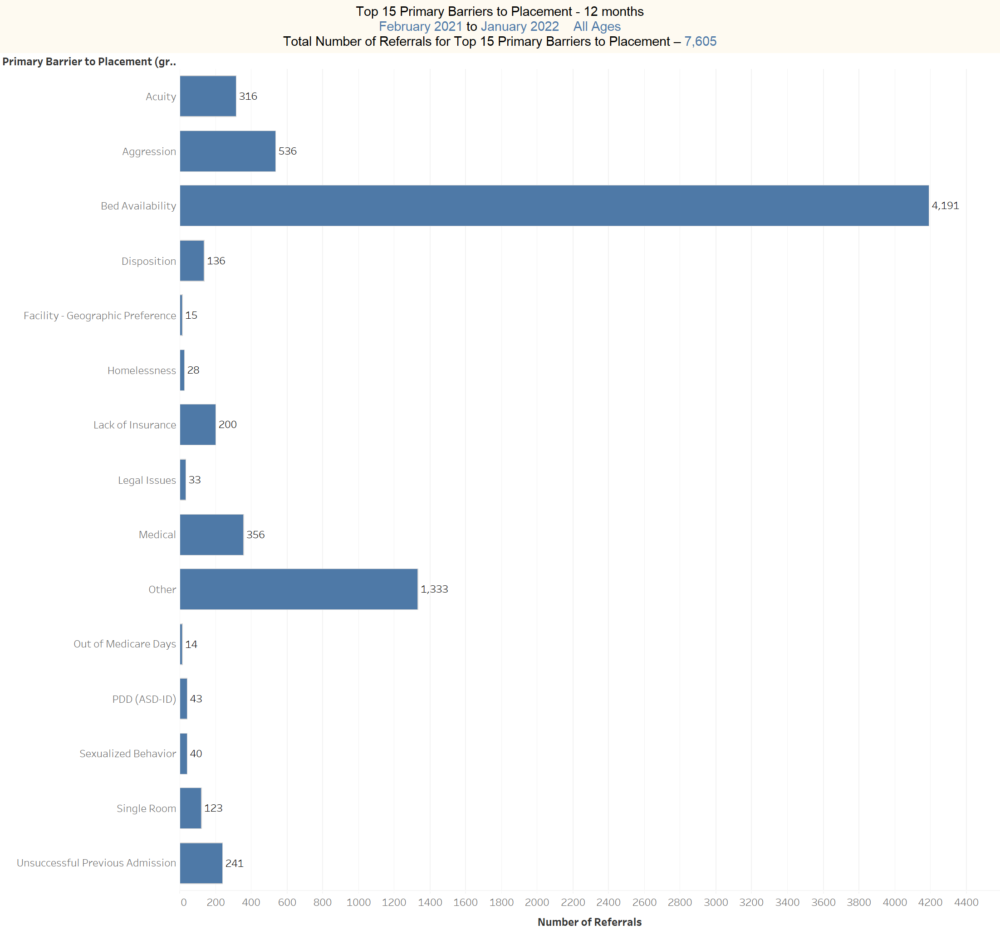 Top 15 Primary Barriers to Placement - 12 months
February 2021 to January 2022 All Ages
Total Number of Referrals for Top 15 Primary Barriers to Placement – 7,605
Primary Barrier to Placement (gr..
Acuity 316
Aggression 536
Bed Availability 4,191
Disposition 136
Facility - Geographic Preference 15
Homelessness 28
Lack of Insurance 200
Legal Issues 33
Medical 356
Other 1,333
Out of Medicare Days 14
PDD (ASD-ID) 43
Sexualized Behavior 40
Single Room 123
Unsuccessful Previous Admission 241
0 200 400 600 800 1000 1200 1400 1600 1800 2000 2200 2400 2600 2800 3000 3200 3400 3600 3800 4000 4200 4400
Number of Referrals